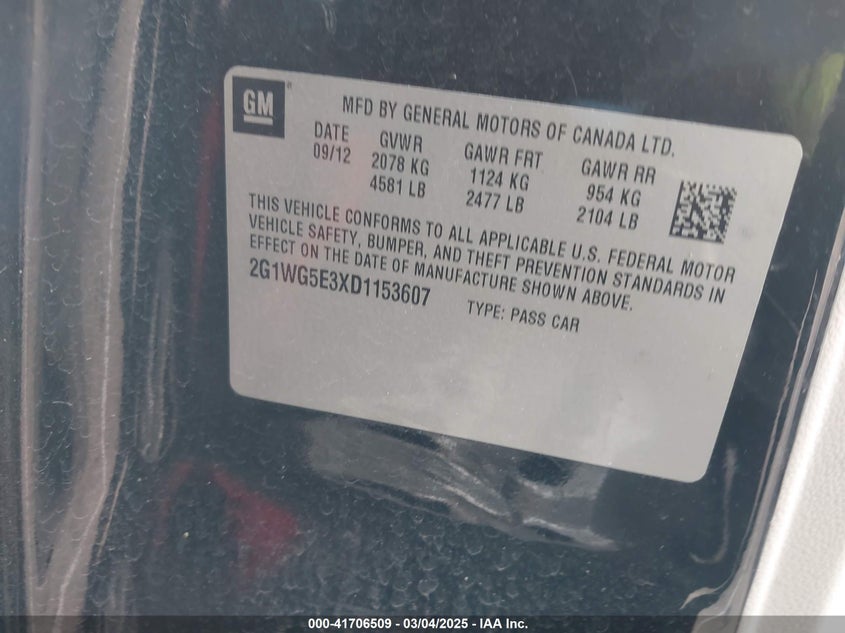 GM
MFD BY GENERAL MOTORS OF CANADA LTD.
DATE GVWR GAWR FRT GAWR RR
09/12 2078 KG 1124 KG 954 KG
4581 LB 2477 LB 2104 LB
THIS VEHICLE CONFORMS TO ALL APPLICABLE U.S. FEDERAL MOTOR
VEHICLE SAFETY, BUMPER, AND THEFT PREVENTION STANDARDS IN
EFFECT ON THE DATE OF MANUFACTURE SHOWN ABOVE.
2G1WG5E3XD1153607 TYPE: PASS CAR
000-41706509 - 03/04/2025 - IAA Inc.